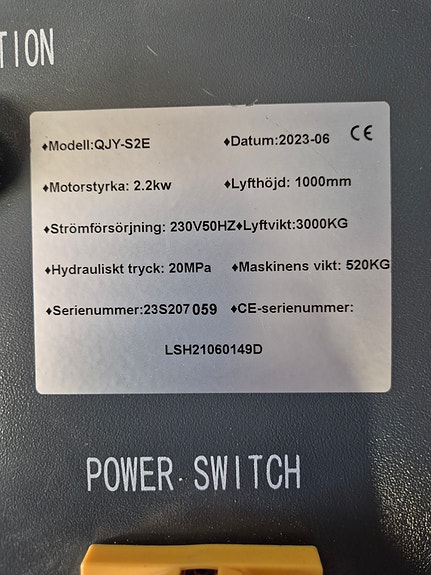 TION
♦Modell:QJY-S2E ♦Datum:2023-06 CE
♦Motorstyrka: 2.2kw ♦Lyfthöjd: 1000mm
♦Strömförsörjning: 230V50HZ♦Lyftvikt:3000KG
♦Hydrauliskt tryck: 20MPa ♦Maskinens vikt: 520KG
♦Serienummer:23S207059 ♦CE-serienummer:
LSH21060149D
POWER SWITCH